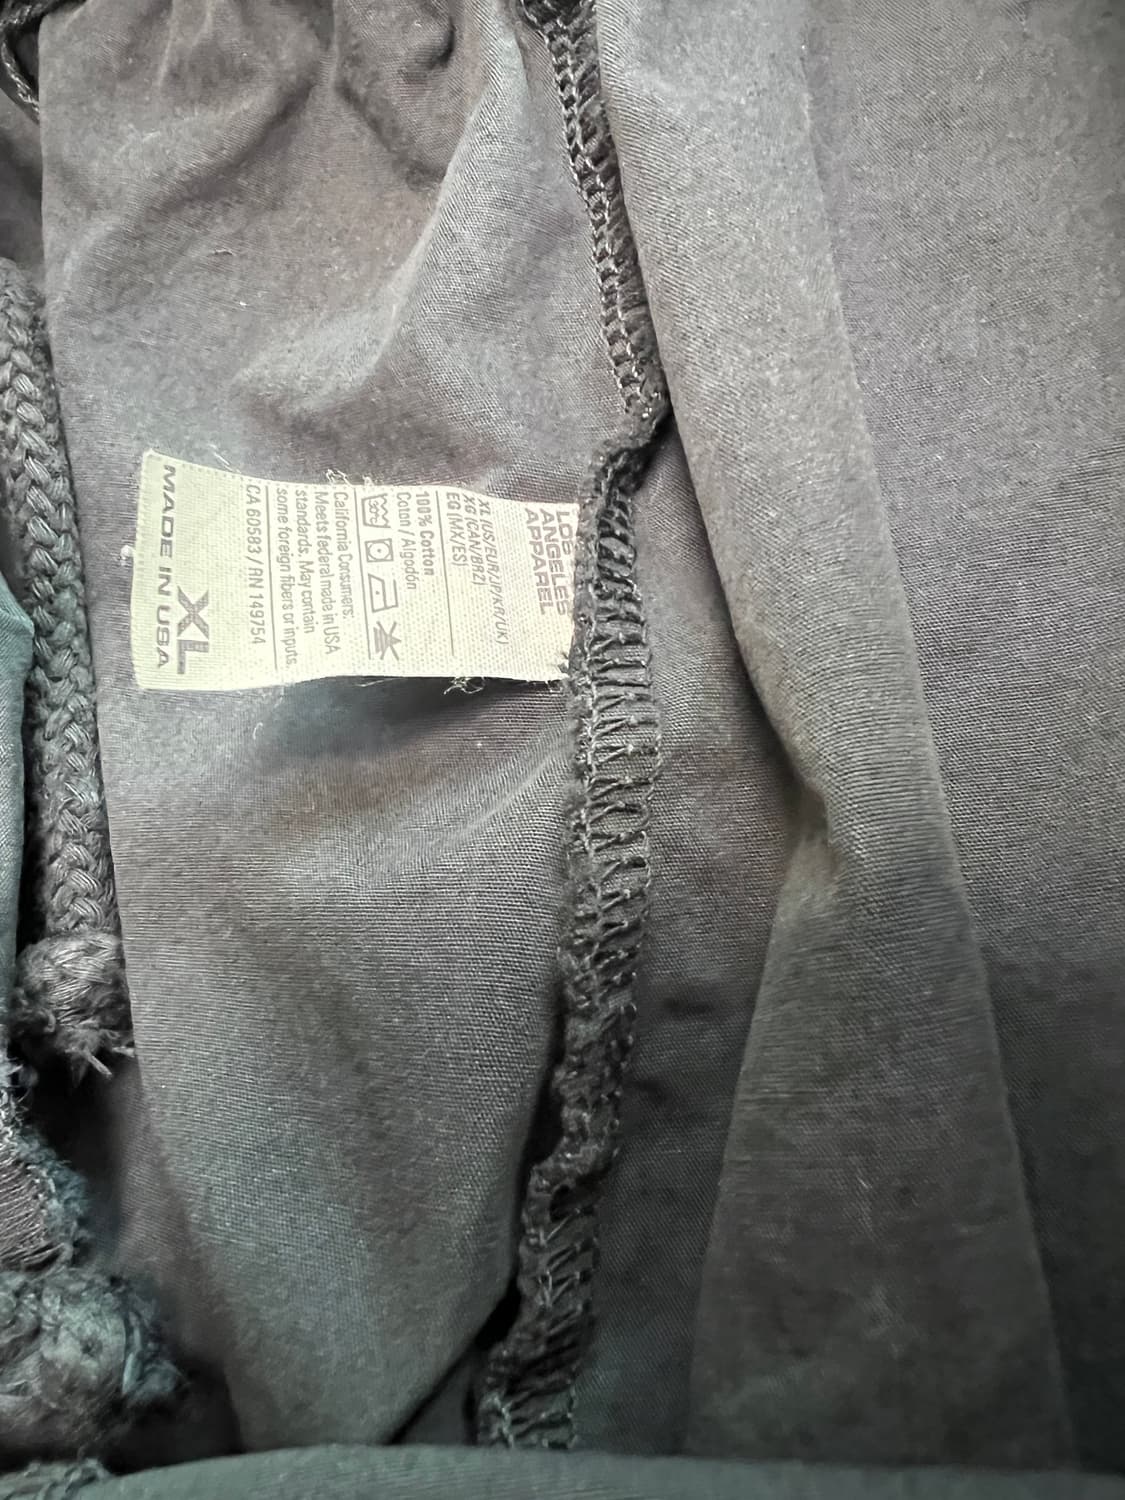 LOS
ANGELES
APPAREL
XL (US/EUR/JP/KR/UK)
XG (CAN/BRZ)
EG (MX/ES)
100% Cotton
Coton / Algodón
30°
California Consumers:
Meets federal made in USA
standards. May contain
some foreign fibers or inputs.
CA 60583 / RN 149754
XL
MADE IN USA